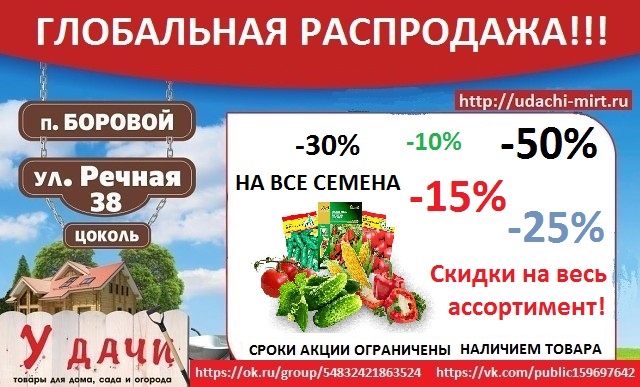 ГЛОБАЛЬНАЯ РАСПРОДАЖА!!!
http://udachi-mirt.ru
п. БОРОВОЙ
ул. Речная
38
ЦОКОЛЬ
-30% -10% -50%
НА ВСЕ СЕМЕНА
-15%
-25%
Скидки на весь
ассортимент!
У ДАЧИ
товары для дома, сада и огорода
СРОКИ АКЦИИ ОГРАНИЧЕНЫ НАЛИЧИЕМ ТОВАРА
https://ok.ru/group/54832421863524 https://vk.com/public159697642